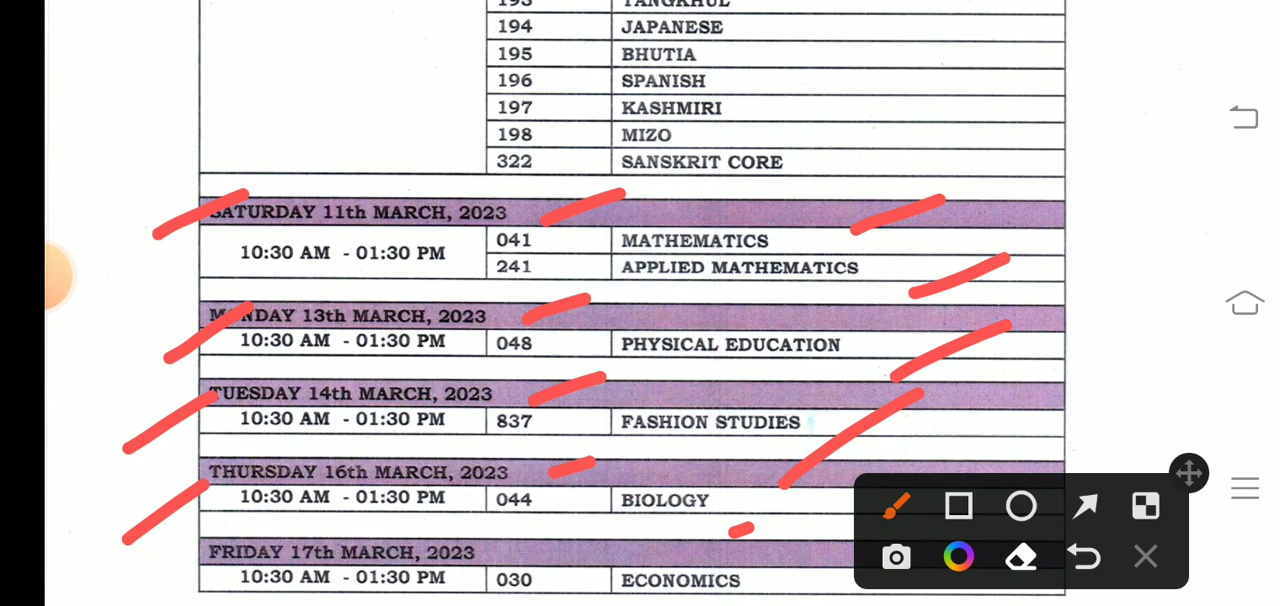 193 TANGKHUL
194 JAPANESE
195 BHUTIA
196 SPANISH
197 KASHMIRI
198 MIZO
322 SANSKRIT CORE
SATURDAY 11th MARCH, 2023
10:30 AM - 01:30 PM 041 MATHEMATICS
241 APPLIED MATHEMATICS
MONDAY 13th MARCH, 2023
10:30 AM - 01:30 PM 048 PHYSICAL EDUCATION
TUESDAY 14th MARCH, 2023
10:30 AM - 01:30 PM 837 FASHION STUDIES
THURSDAY 16th MARCH, 2023
10:30 AM - 01:30 PM 044 BIOLOGY
FRIDAY 17th MARCH, 2023
10:30 AM - 01:30 PM 030 ECONOMICS